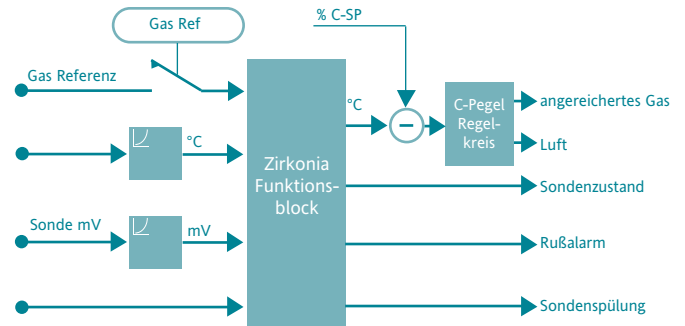 Gas Ref
% C-SP
Gas Referenz
°C
C-Pegel
Regel-
kreis
angereichertes Gas
°C
Luft
Zirkonia
Funktions-
block
Sondenzustand
Sonde mV
mV
Rußalarm
Sondenspülung